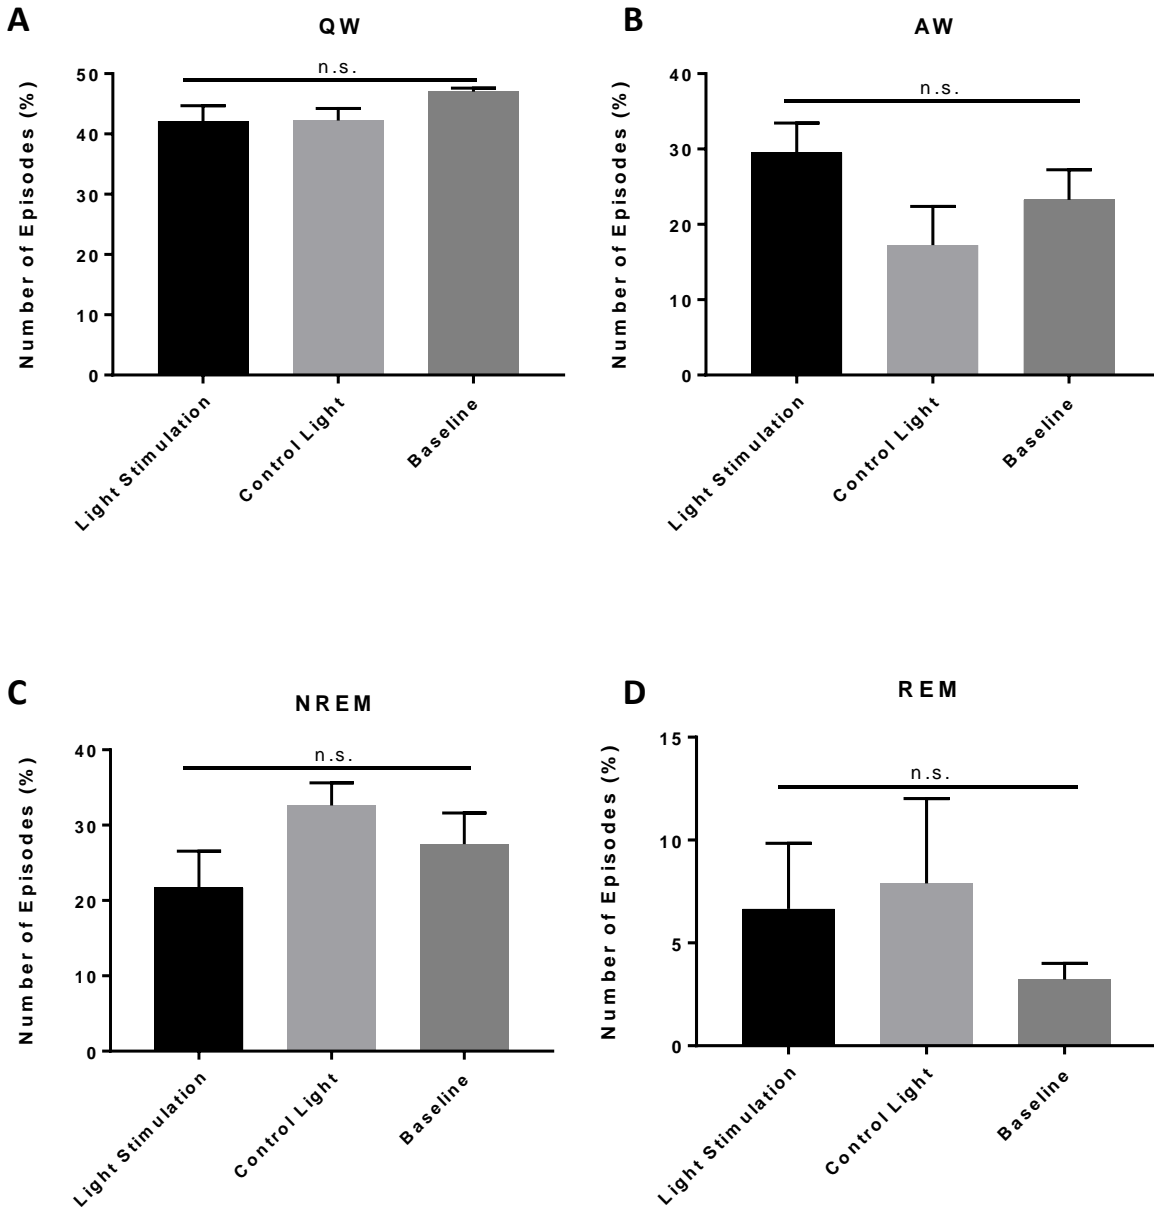 A
QW
n.s.
Number of Episodes (%)
50
40
30
20
10
0
Light Stimulation
Control Light
Baseline
B
AW
n.s.
Number of Episodes (%)
40
30
20
10
0
Light Stimulation
Control Light
Baseline
C
NREM
n.s.
Number of Episodes (%)
40
30
20
10
0
Light Stimulation
Control Light
Baseline
D
REM
n.s.
Number of Episodes (%)
15
10
5
0
Light Stimulation
Control Light
Baseline